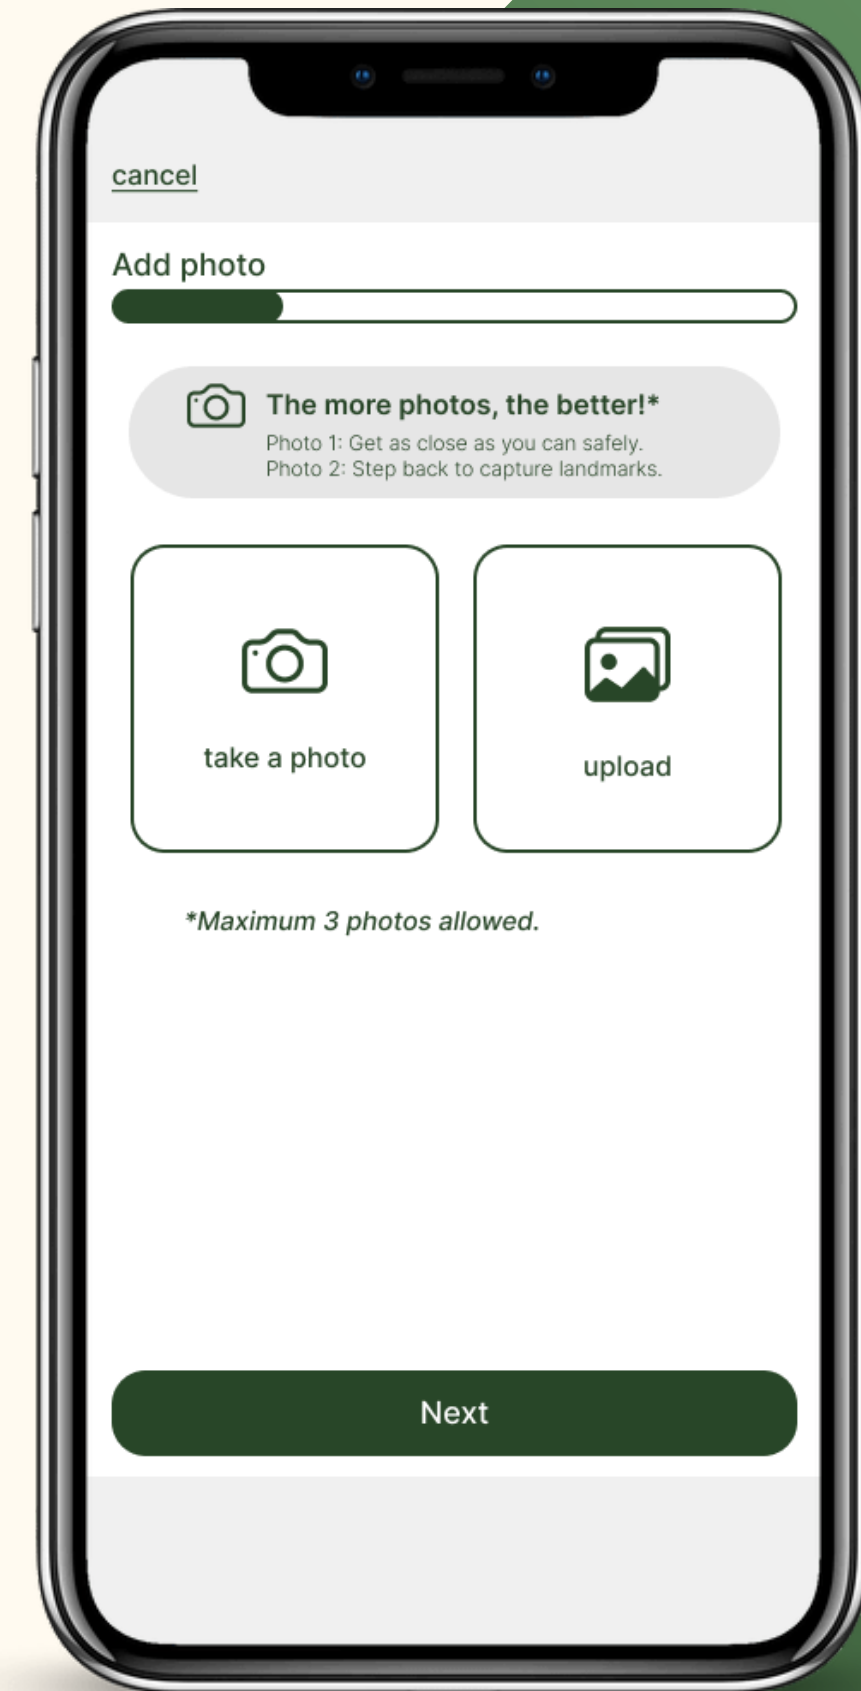 cancel
Add photo
The more photos, the better!*
Photo 1: Get as close as you can safely.
Photo 2: Step back to capture landmarks.
take a photo
upload
*Maximum 3 photos allowed.
Next